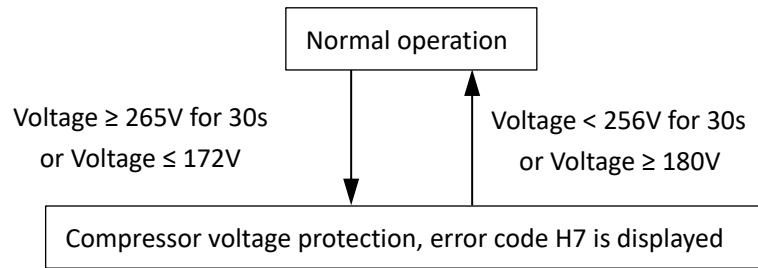 Normal operation
Voltage ≥ 265V for 30s
or Voltage ≤ 172V
Voltage < 256V for 30s
or Voltage ≥ 180V
Compressor voltage protection, error code H7 is displayed